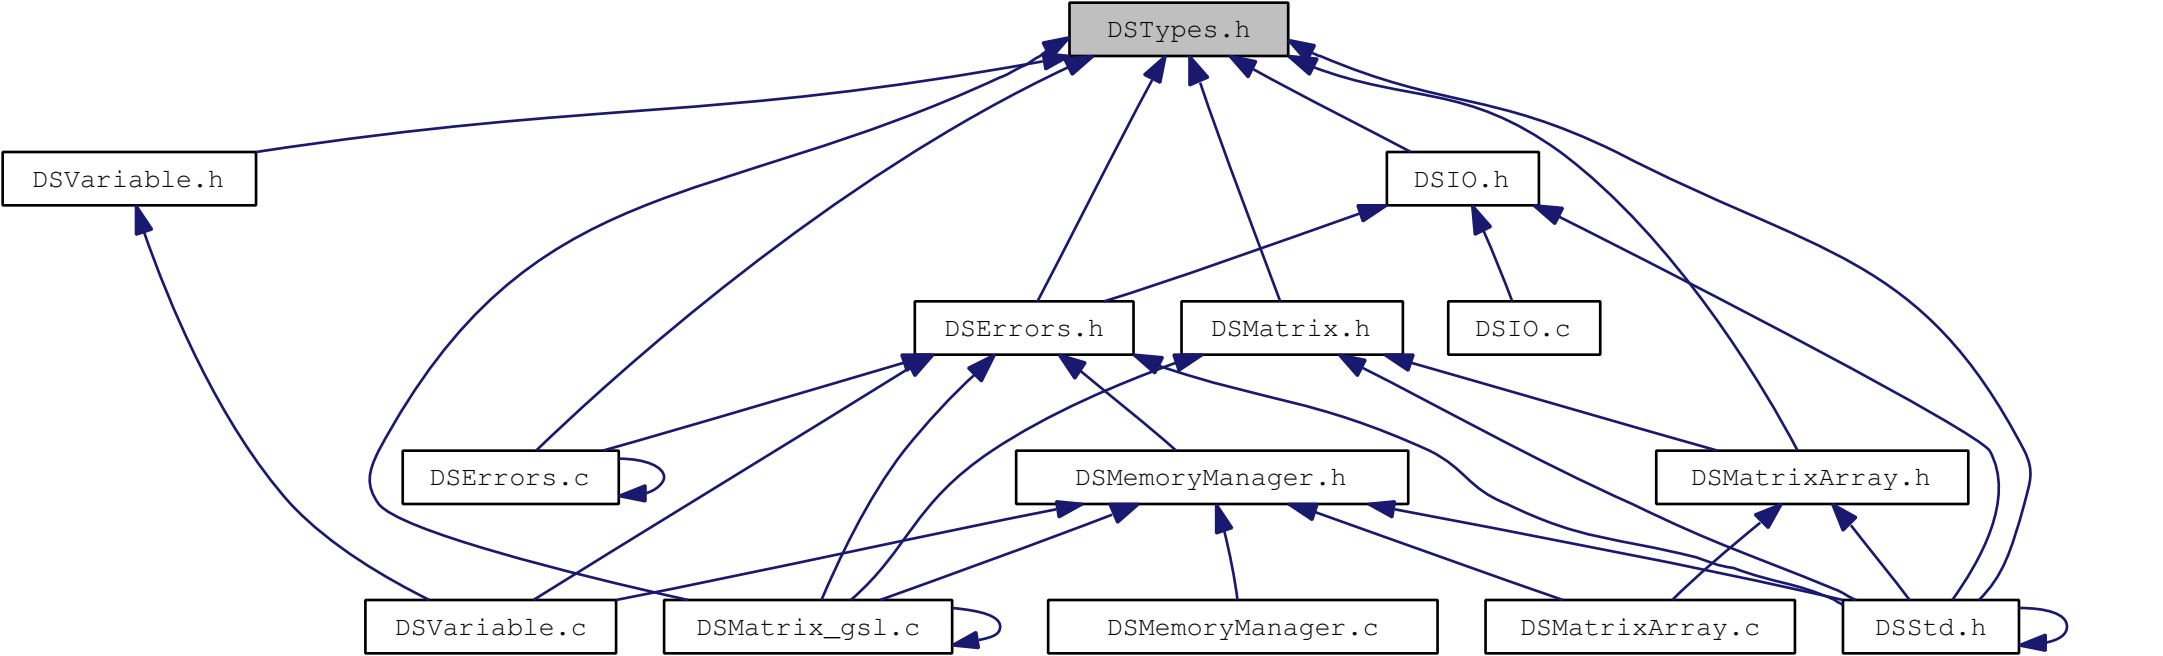 DSTypes.h
DSVariable.h
DSIO.h
DSErrors.h
DSMatrix.h
DSIO.c
DSErrors.c
DSMemoryManager.h
DSMatrixArray.h
DSVariable.c
DSMatrix_gsl.c
DSMemoryManager.c
DSMatrixArray.c
DSStd.h